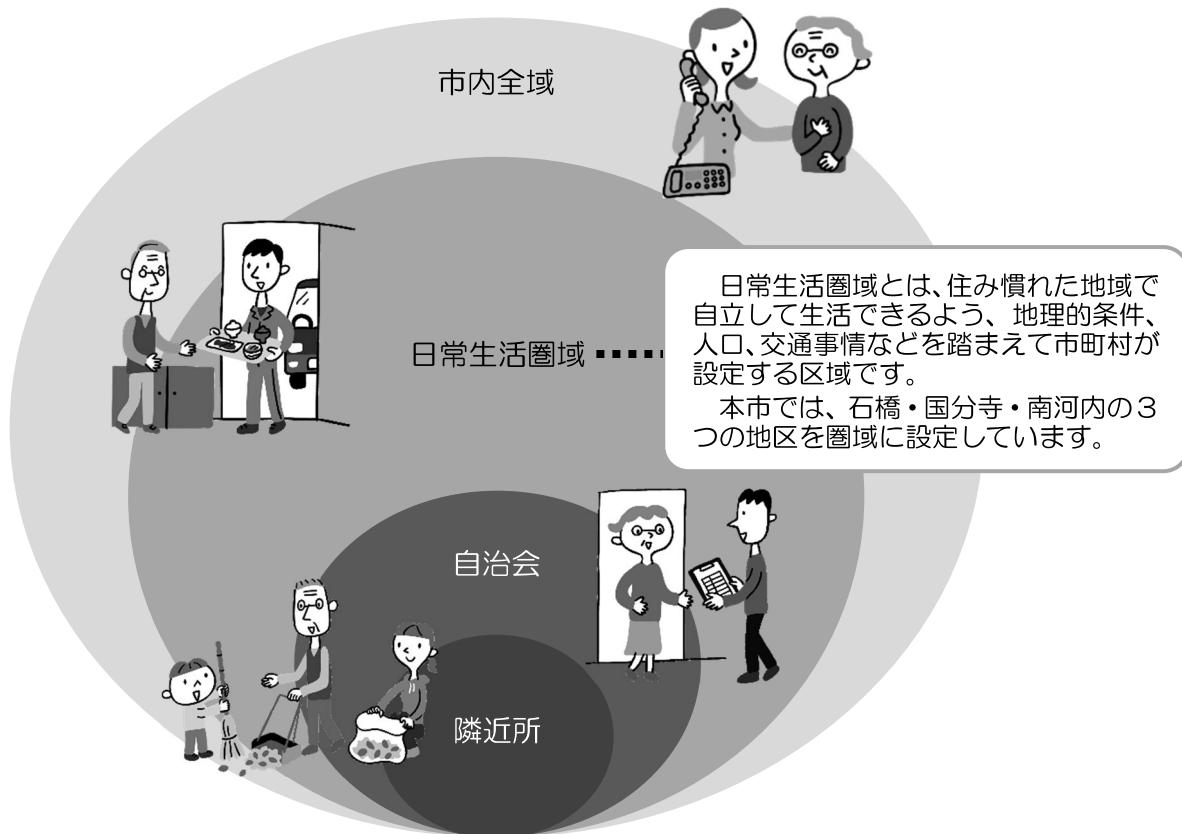 市内全域
日常生活圏域
日常生活圏域とは、住み慣れた地域で
自立して生活できるよう、地理的条件、
人口、交通事情などを踏まえて市町村が
設定する区域です。
本市では、石橋・国分寺・南河内の３
つの地区を圏域に設定しています。
自治会
隣近所